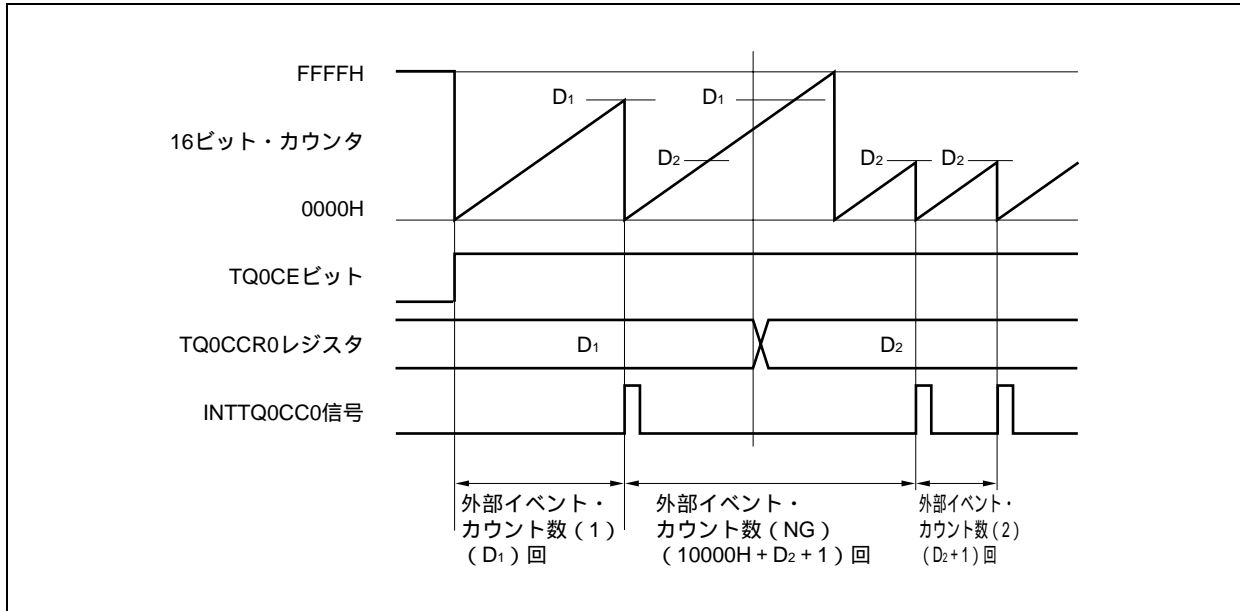 FFFFH
D1
D1
16ビット・カウンタ
D2
D2
D2
0000H
TQ0CEビット
TQ0CCR0レジスタ
D1
D2
INTTQ0CC0信号
外部イベント・
カウント数（1）
（D1）回
外部イベント・
カウント数（NG）
（10000H + D2 + 1）回
外部イベント・
カウント数(2)
（D2+1）回